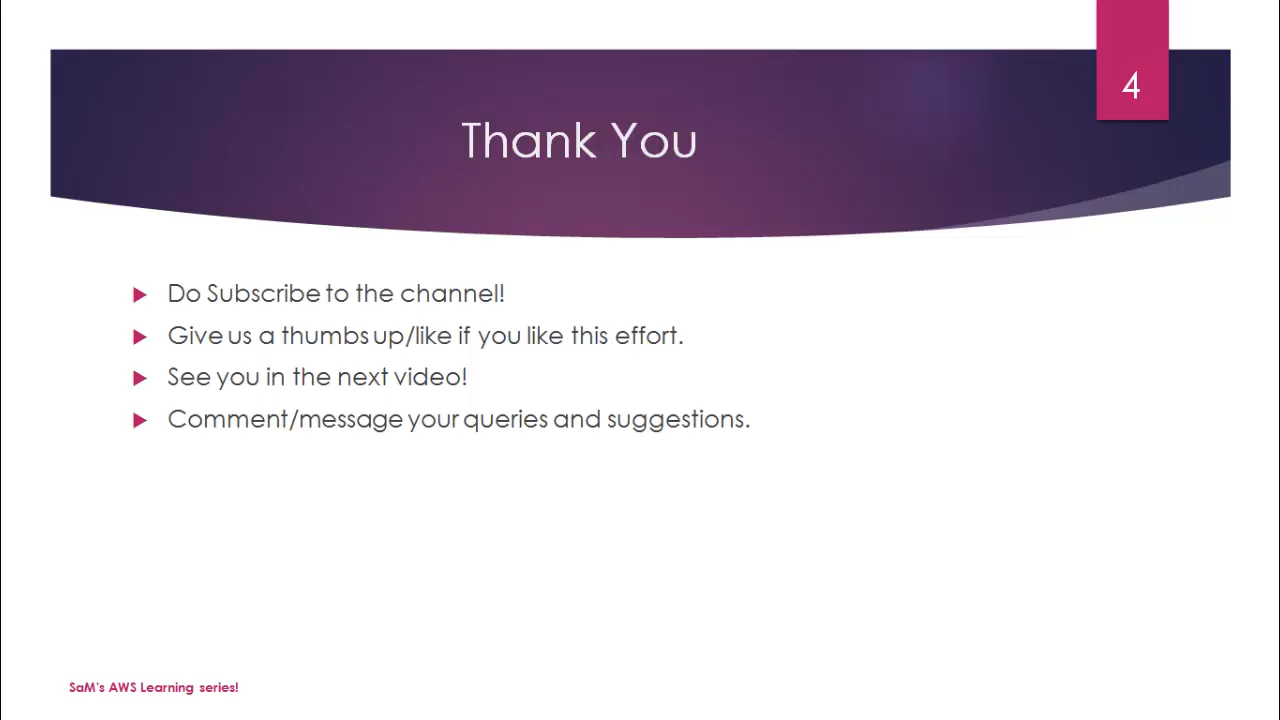 4
Thank You
Do Subscribe to the channel!
Give us a thumbs up/like if you like this effort.
See you in the next video!
Comment/message your queries and suggestions.
SaM's AWS Learning series!